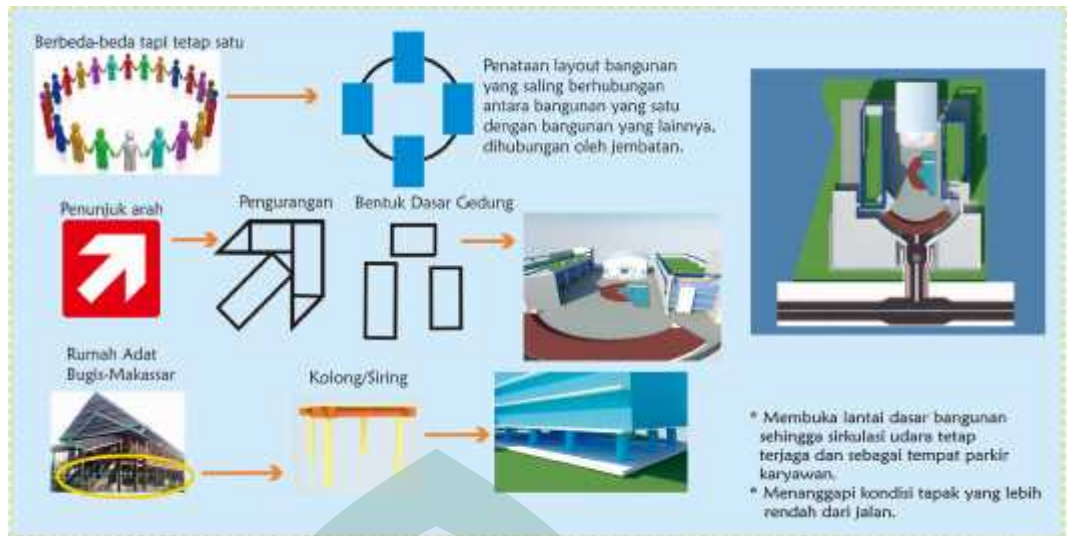 Berbeda-beda tapi tetap satu
Penataan layout bangunan
yang saling berhubungan
antara bangunan yang satu
dengan bangunan yang lainnya,
dihubungan oleh jembatan.
Penunjuk arah
Pengurangan
Bentuk Dasar Gedung
Rumah Adat
Bugis-Makassar
Kolong/Siring
* Membuka lantai dasar bangunan
sehingga sirkulasi udara tetap
terjaga dan sebagai tempat parkir
karyawan.
* Menanggapi kondisi tapak yang lebih
rendah dari jalan.